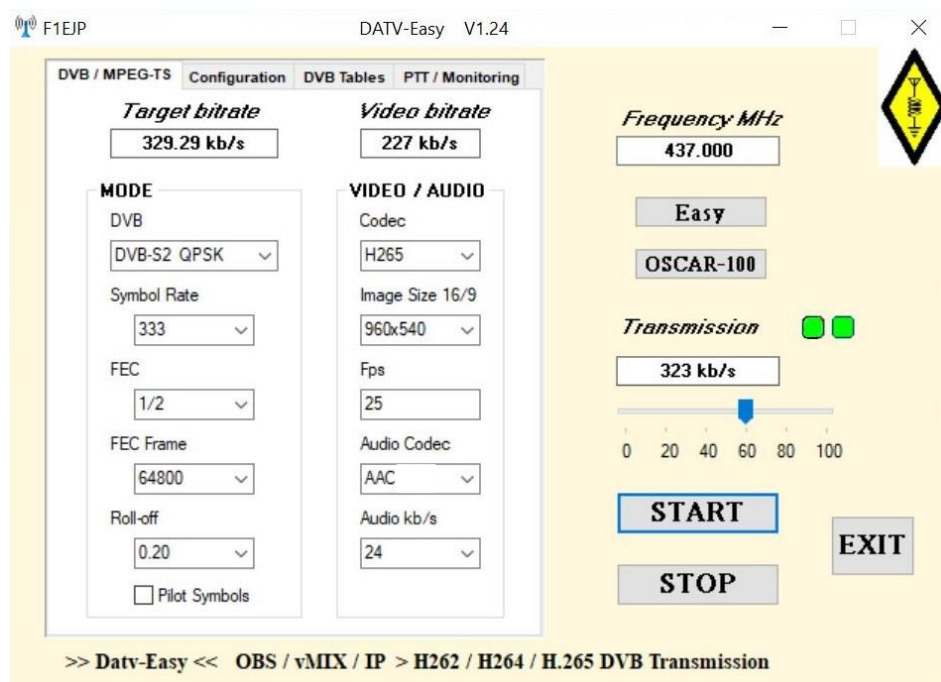 F1EJP
DATV-Easy V1.24
DVB / MPEG-TS Configuration DVB Tables PTT / Monitoring
Target bitrate
329.29 kb/s
Video bitrate
227 kb/s
MODE
DVB
DVB-S2 QPSK
Symbol Rate
333
FEC
1/2
FEC Frame
64800
Roll-off
0.20
Pilot Symbols
VIDEO / AUDIO
Codec
H265
Image Size 16/9
960x540
Fps
25
Audio Codec
AAC
Audio kb/s
24
Frequency MHz
437.000
Easy
OSCAR-100
Transmission
323 kb/s
0 20 40 60 80 100
START
STOP
EXIT
>> Datv-Easy << OBS / vMIX / IP > H262 / H264 / H.265 DVB Transmission